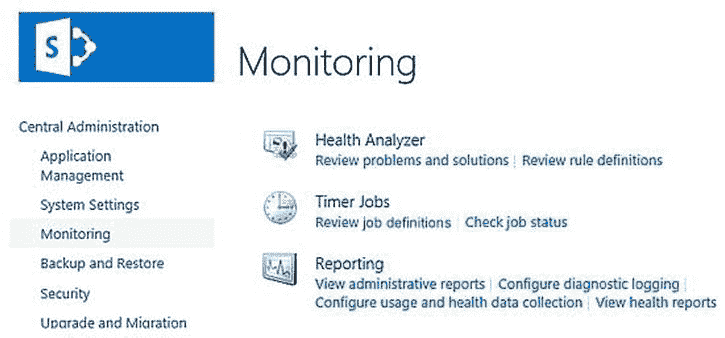 S
Monitoring
Central Administration
Application
Management
System Settings
Monitoring
Backup and Restore
Security
Upgrade and Migration
Health Analyzer
Review problems and solutions | Review rule definitions
Timer Jobs
Review job definitions | Check job status
Reporting
View administrative reports | Configure diagnostic logging |
Configure usage and health data collection | View health reports